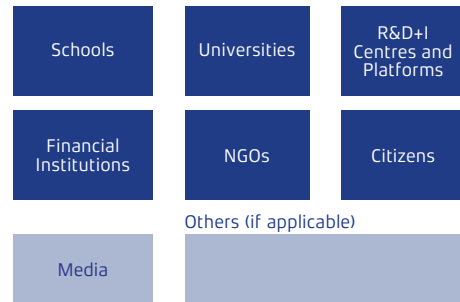 Schools
Universities
R&D+I
Centres and
Platforms
Financial
Institutions
NGOs
Citizens
Others (if applicable)
Media